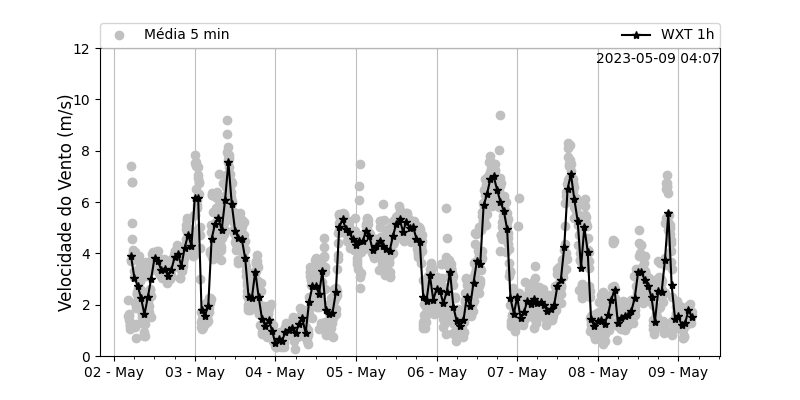 Média 5 min
WXT 1h
2023-05-09 04:07
Velocidade do Vento (m/s)
12
10
8
6
4
2
0
02 - May
03 - May
04 - May
05 - May
06 - May
07 - May
08 - May
09 - May